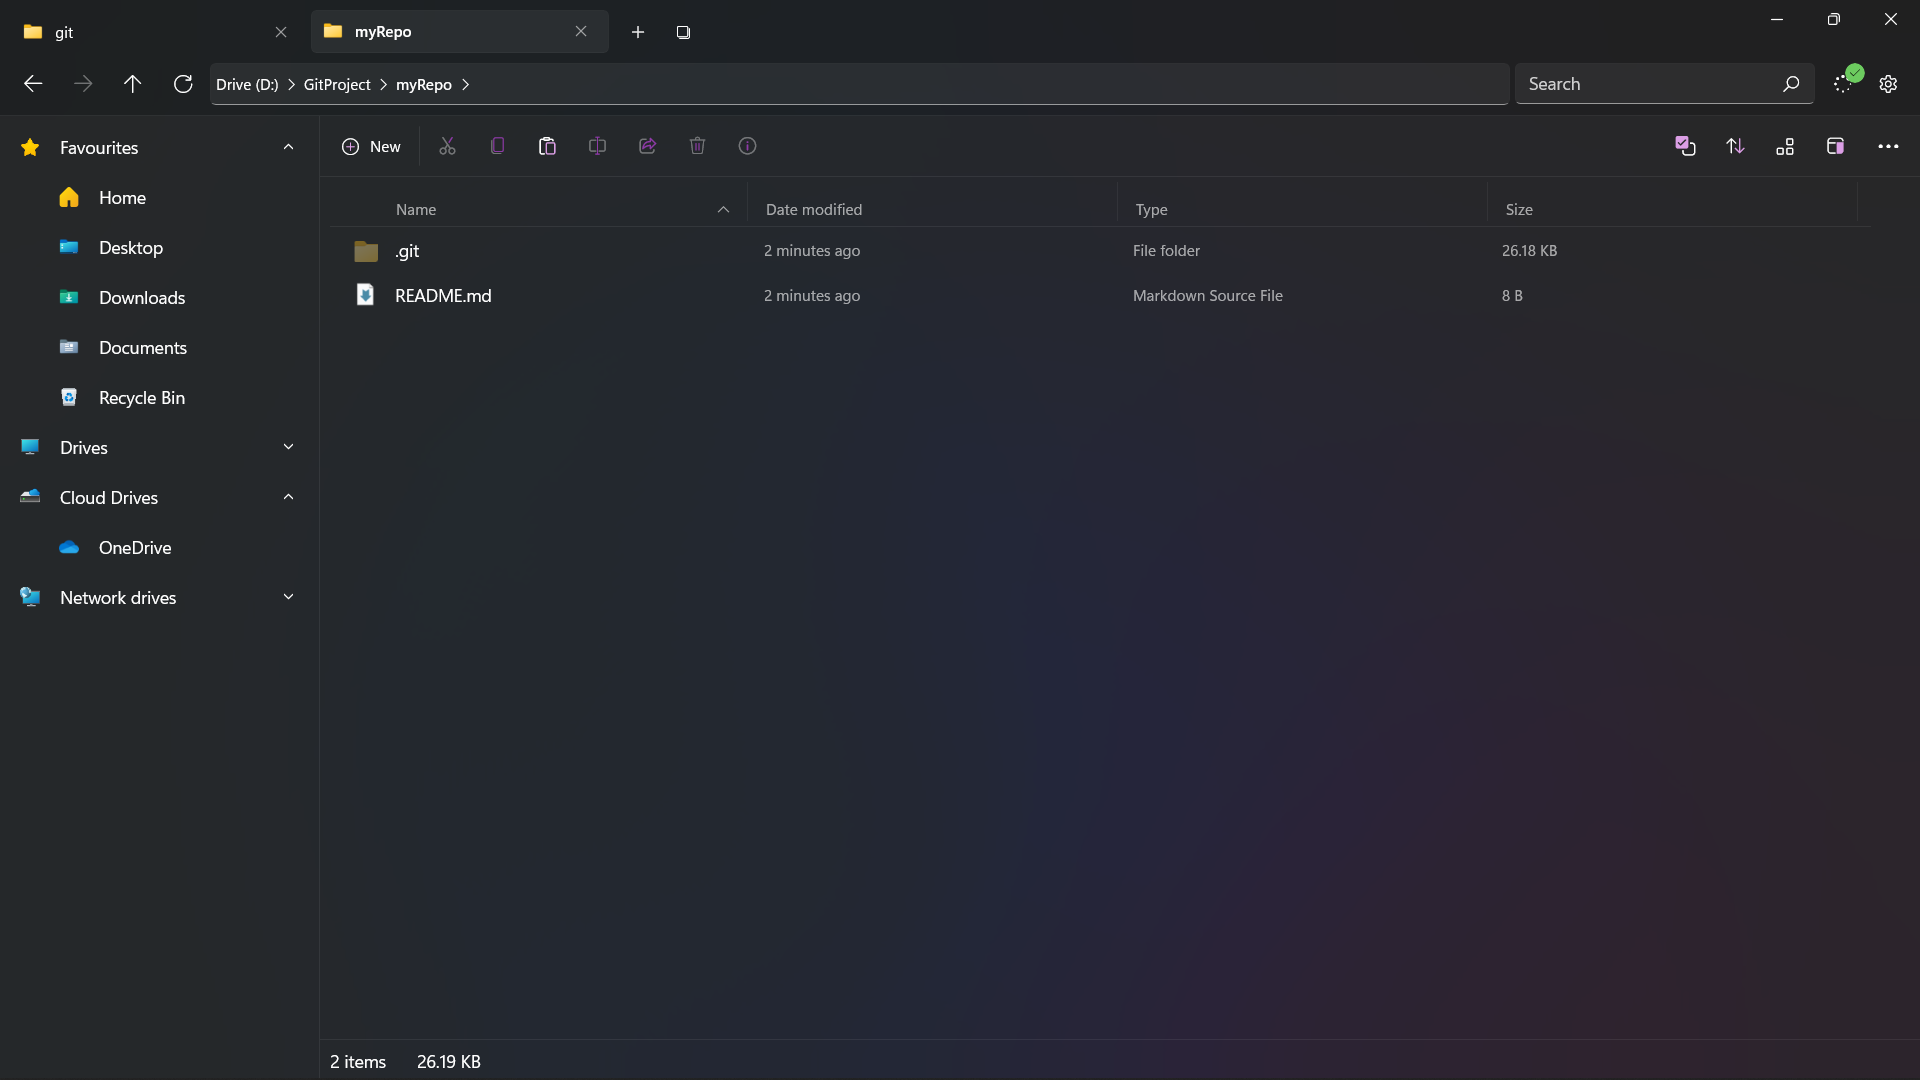 git
myRepo
Drive (D:) > GitProject > myRepo >
Search
Favourites
Home
Desktop
Downloads
Documents
Recycle Bin
Drives
Cloud Drives
OneDrive
Network drives
New
Name Date modified Type Size
.git 2 minutes ago File folder 26.18 KB
README.md 2 minutes ago Markdown Source File 8 B
2 items 26.19 KB